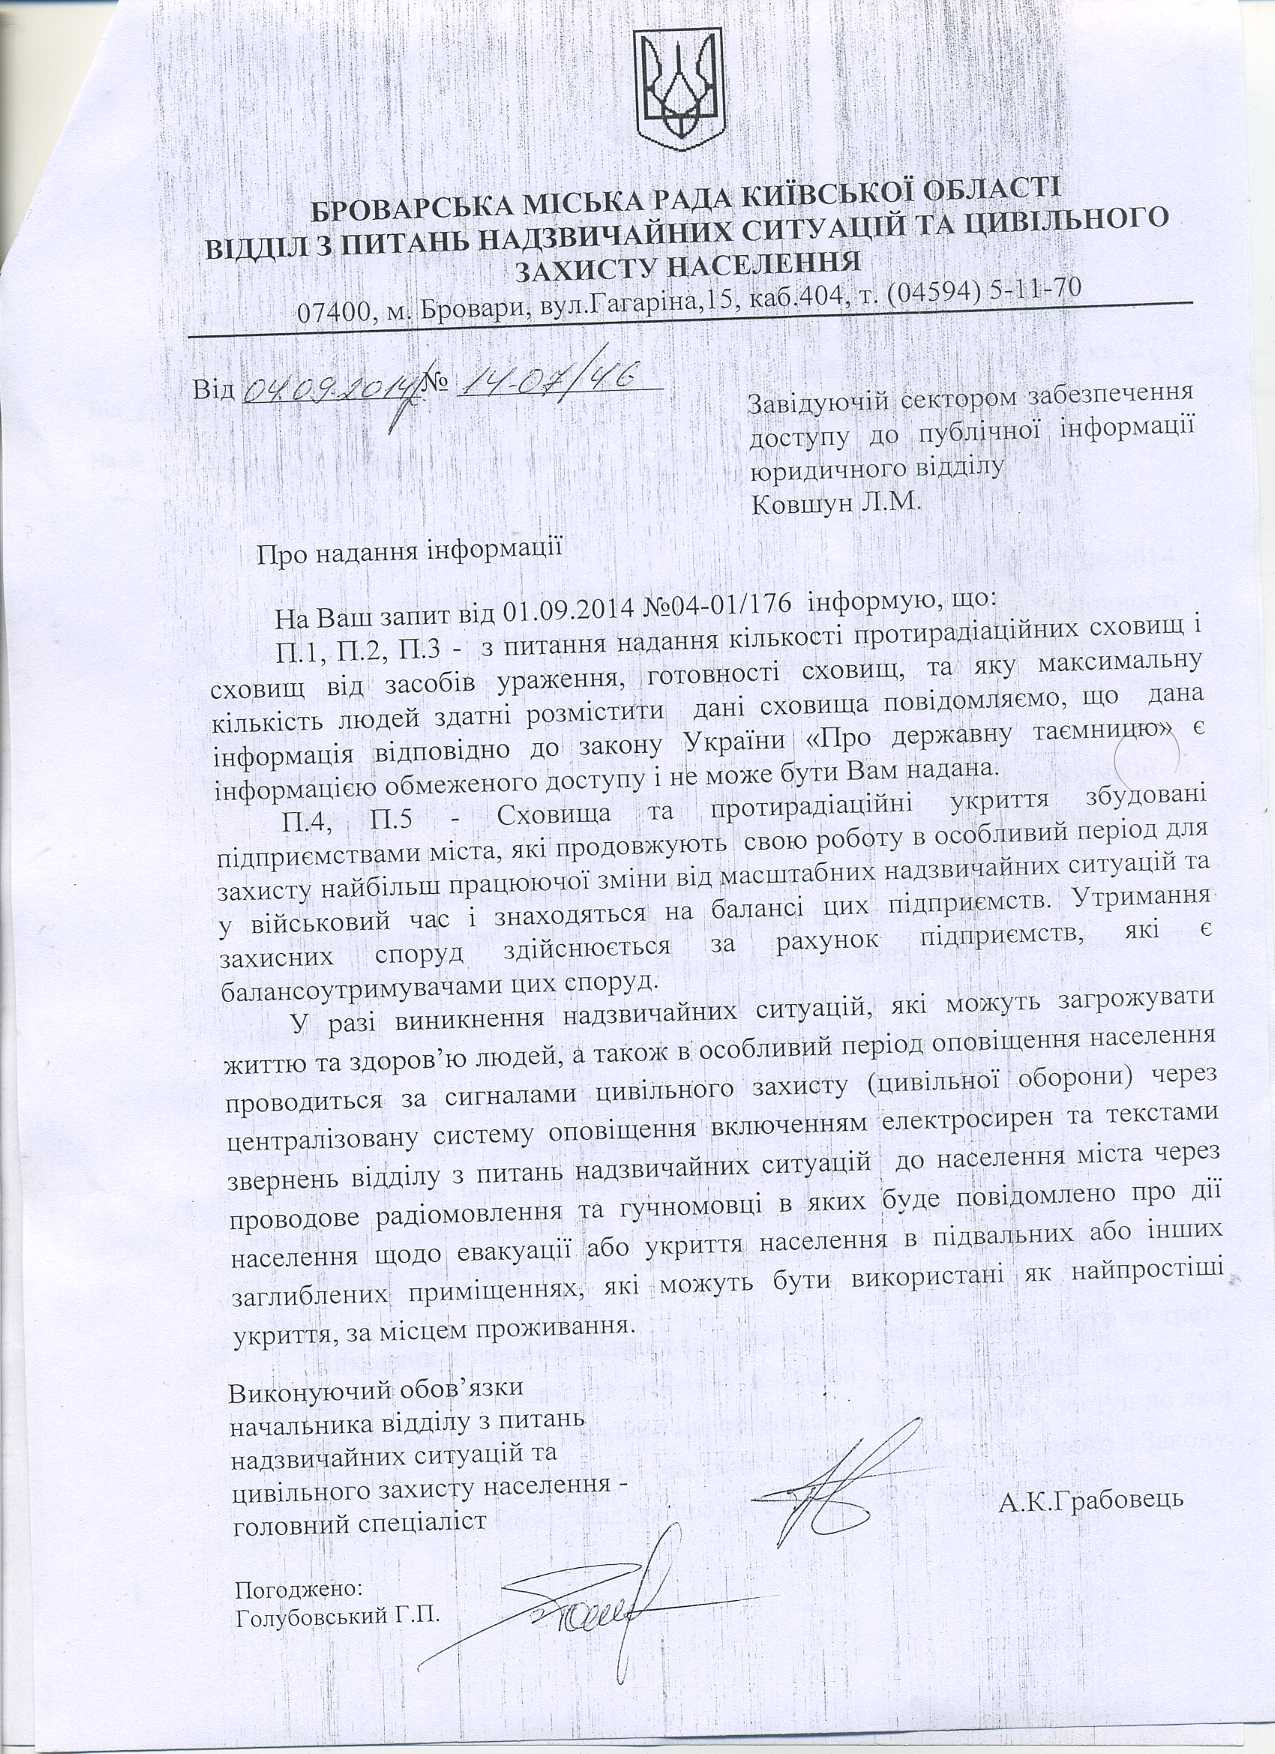 БРОВАРСЬКА МІСЬКА РАДА КИЇВСЬКОЇ ОБЛАСТІ
ВІДДІЛ З ПИТАНЬ НАДЗВИЧАЙНИХ СИТУАЦІЙ ТА ЦИВІЛЬНОГО
ЗАХИСТУ НАСЕЛЕННЯ
07400, м. Бровари, вул.Гагаріна,15, каб.404, т. (04594) 5-11-70
Від 04.09.2014 № 14-07/46
Завідуючій сектором забезпечення
доступу до публічної інформації
юридичного відділу
Ковшун Л.М.
Про надання інформації
На Ваш запит від 01.09.2014 №04-01/176 інформую, що:
П.1, П.2, П.3 - з питання надання кількості протирадіаційних сховищ і
сховищ від засобів ураження, готовності сховищ, та яку максимальну
кількість людей здатні розмістити дані сховища повідомляємо, що дана
інформація відповідно до закону України «Про державну таємницю» є
інформацією обмеженого доступу і не може бути Вам надана.
П.4, П.5 - Сховища та протирадіаційні укриття збудовані
підприємствами міста, які продовжують свою роботу в особливий період для
захисту найбільш працюючої зміни від масштабних надзвичайних ситуацій та
у військовий час і знаходяться на балансі цих підприємств. Утримання
захисних споруд здійснюється за рахунок підприємств, які є
балансоутримувачами цих споруд.
У разі виникнення надзвичайних ситуацій, які можуть загрожувати
життю та здоров’ю людей, а також в особливий період оповіщення населення
проводиться за сигналами цивільного захисту (цивільної оборони) через
централізовану систему оповіщення включенням електросирен та текстами
звернень відділу з питань надзвичайних ситуацій до населення міста через
проводове радіомовлення та гучномовці в яких буде повідомлено про дії
населення щодо евакуації або укриття населення в підвальних або інших
заглиблених приміщеннях, які можуть бути використані як найпростіші
укриття, за місцем проживання.
Виконуючий обов’язки
начальника відділу з питань
надзвичайних ситуацій та
цивільного захисту населення -
головний спеціаліст
А.К.Грабовець
Погоджено:
Голубовський Г.П.